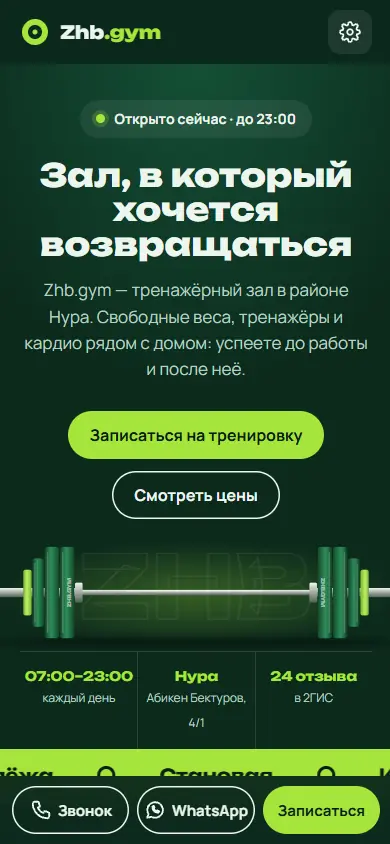 Zhb.gym
Открыто сейчас · до 23:00
Зал, в который
хочется
возвращаться
Zhb.gym — тренажёрный зал в районе
Нура. Свободные веса, тренажёры и
кардио рядом с домом: успеете до работы
и после неё.
Записаться на тренировку
Смотреть цены
ZHB
07:00–23:00
каждый день
Нура
Абикен Бектуров,
4/1
24 отзыва
в 2ГИС
Становая
Звонок
WhatsApp
Записаться